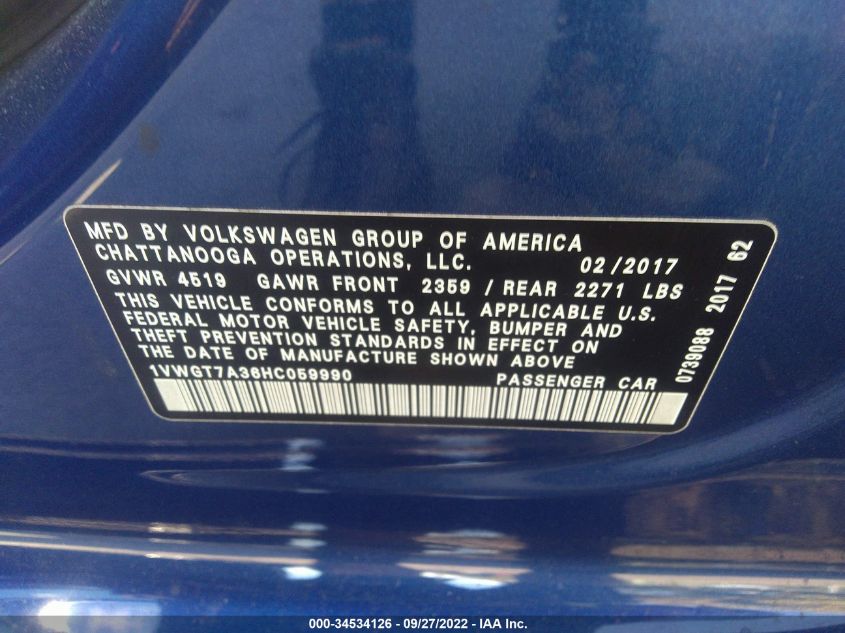 MFD BY VOLKSWAGEN GROUP OF AMERICA
CHATTANOOGA OPERATIONS, LLC. 02/2017
GVWR 4519 GAWR FRONT 2359 / REAR 2271 LBS
THIS VEHICLE CONFORMS TO ALL APPLICABLE U.S.
FEDERAL MOTOR VEHICLE SAFETY, BUMPER AND
THEFT PREVENTION STANDARDS IN EFFECT ON
THE DATE OF MANUFACTURE SHOWN ABOVE
1VWGT7A36HC059990 PASSENGER CAR
0739088 2017 62
000-34534126 - 09/27/2022 - IAA Inc.